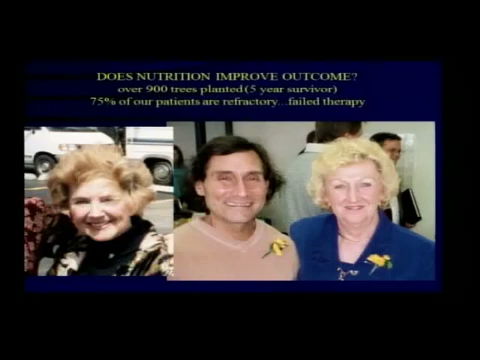 DOES NUTRITION IMPROVE OUTCOME?
over 900 trees planted (5 year survivor)
75% of our patients are refractory...failed therapy